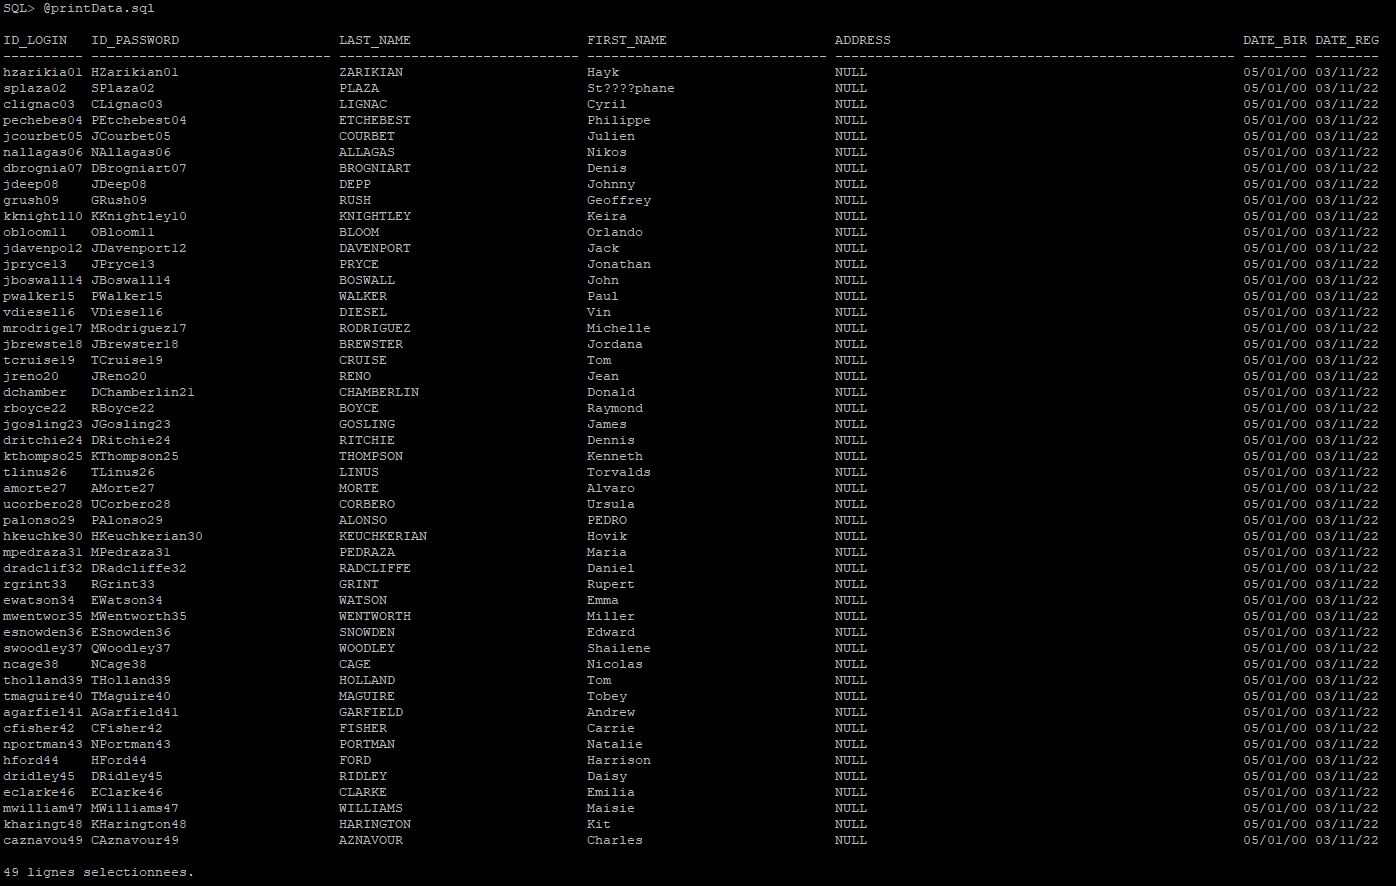 SQL> @printData.sql
ID_LOGIN ID_PASSWORD LAST_NAME FIRST_NAME ADDRESS DATE_BIR DATE_REG
---------- ------------------------------ ------------------------------ ------------------------------ -------------------------------------------------- -------- --------
hzarikia01 HZarikian01 ZARIKIAN Hayk NULL 05/01/00 03/11/22
splaza02 SPlaza02 PLAZA St????phane NULL 05/01/00 03/11/22
clignac03 CLignac03 LIGNAC Cyril NULL 05/01/00 03/11/22
pechebes04 PEtchebest04 ETCHEBEST Philippe NULL 05/01/00 03/11/22
jcourbet05 JCourbet05 COURBET Julien NULL 05/01/00 03/11/22
nallagas06 NAllagas06 ALLAGAS Nikos NULL 05/01/00 03/11/22
dbrognia07 DBrogniart07 BROGNIART Denis NULL 05/01/00 03/11/22
jdeep08 JDeep08 DEPP Johnny NULL 05/01/00 03/11/22
grush09 GRush09 RUSH Geoffrey NULL 05/01/00 03/11/22
kknightl10 KKnightley10 KNIGHTLEY Keira NULL 05/01/00 03/11/22
obloom11 OBloom11 BLOOM Orlando NULL 05/01/00 03/11/22
jdavenpo12 JDavenport12 DAVENPORT Jack NULL 05/01/00 03/11/22
jpryce13 JPryce13 PRYCE Jonathan NULL 05/01/00 03/11/22
jboswall14 JBoswall14 BOSWALL John NULL 05/01/00 03/11/22
pwalker15 PWalker15 WALKER Paul NULL 05/01/00 03/11/22
vdiesel16 VDiesel16 DIESEL Vin NULL 05/01/00 03/11/22
mrodrige17 MRodriguez17 RODRIGUEZ Michelle NULL 05/01/00 03/11/22
jbrewste18 JBrewster18 BREWSTER Jordana NULL 05/01/00 03/11/22
tcruise19 TCruise19 CRUISE Tom NULL 05/01/00 03/11/22
jreno20 JReno20 RENO Jean NULL 05/01/00 03/11/22
dchamber DChamberlin21 CHAMBERLIN Donald NULL 05/01/00 03/11/22
rboyce22 RBoyce22 BOYCE Raymond NULL 05/01/00 03/11/22
jgosling23 JGosling23 GOSLING James NULL 05/01/00 03/11/22
dritchie24 DRitchie24 RITCHIE Dennis NULL 05/01/00 03/11/22
kthompso25 KThompson25 THOMPSON Kenneth NULL 05/01/00 03/11/22
tlinus26 TLinus26 LINUS Torvalds NULL 05/01/00 03/11/22
amorte27 AMorte27 MORTE Alvaro NULL 05/01/00 03/11/22
ucorbero28 UCorbero28 CORBERO Ursula NULL 05/01/00 03/11/22
palonso29 PAlonso29 ALONSO PEDRO NULL 05/01/00 03/11/22
hkeuchke30 HKeuchkerian30 KEUCHKERIAN Hovik NULL 05/01/00 03/11/22
mpedraza31 MPedraza31 PEDRAZA Maria NULL 05/01/00 03/11/22
dradclif32 DRadcliffe32 RADCLIFFE Daniel NULL 05/01/00 03/11/22
rgrint33 RGrint33 GRINT Rupert NULL 05/01/00 03/11/22
ewatson34 EWatson34 WATSON Emma NULL 05/01/00 03/11/22
mwentwor35 MWentworth35 WENTWORTH Miller NULL 05/01/00 03/11/22
esnowden36 ESnowden36 SNOWDEN Edward NULL 05/01/00 03/11/22
swoodley37 QWoodley37 WOODLEY Shailene NULL 05/01/00 03/11/22
ncage38 NCage38 CAGE Nicolas NULL 05/01/00 03/11/22
tholland39 THolland39 HOLLAND Tom NULL 05/01/00 03/11/22
tmaguire40 TMaguire40 MAGUIRE Tobey NULL 05/01/00 03/11/22
agarfiel41 AGarfield41 GARFIELD Andrew NULL 05/01/00 03/11/22
cfisher42 CFisher42 FISHER Carrie NULL 05/01/00 03/11/22
nportman43 NPortman43 PORTMAN Natalie NULL 05/01/00 03/11/22
hford44 HFord44 FORD Harrison NULL 05/01/00 03/11/22
dridley45 DRidley45 RIDLEY Daisy NULL 05/01/00 03/11/22
eclarke46 EClarke46 CLARKE Emilia NULL 05/01/00 03/11/22
mwilliam47 MWilliams47 WILLIAMS Maisie NULL 05/01/00 03/11/22
kharingt48 KHarington48 HARINGTON Kit NULL 05/01/00 03/11/22
caznavou49 CAznavour49 AZNAVOUR Charles NULL 05/01/00 03/11/22
49 lignes selectionnees.